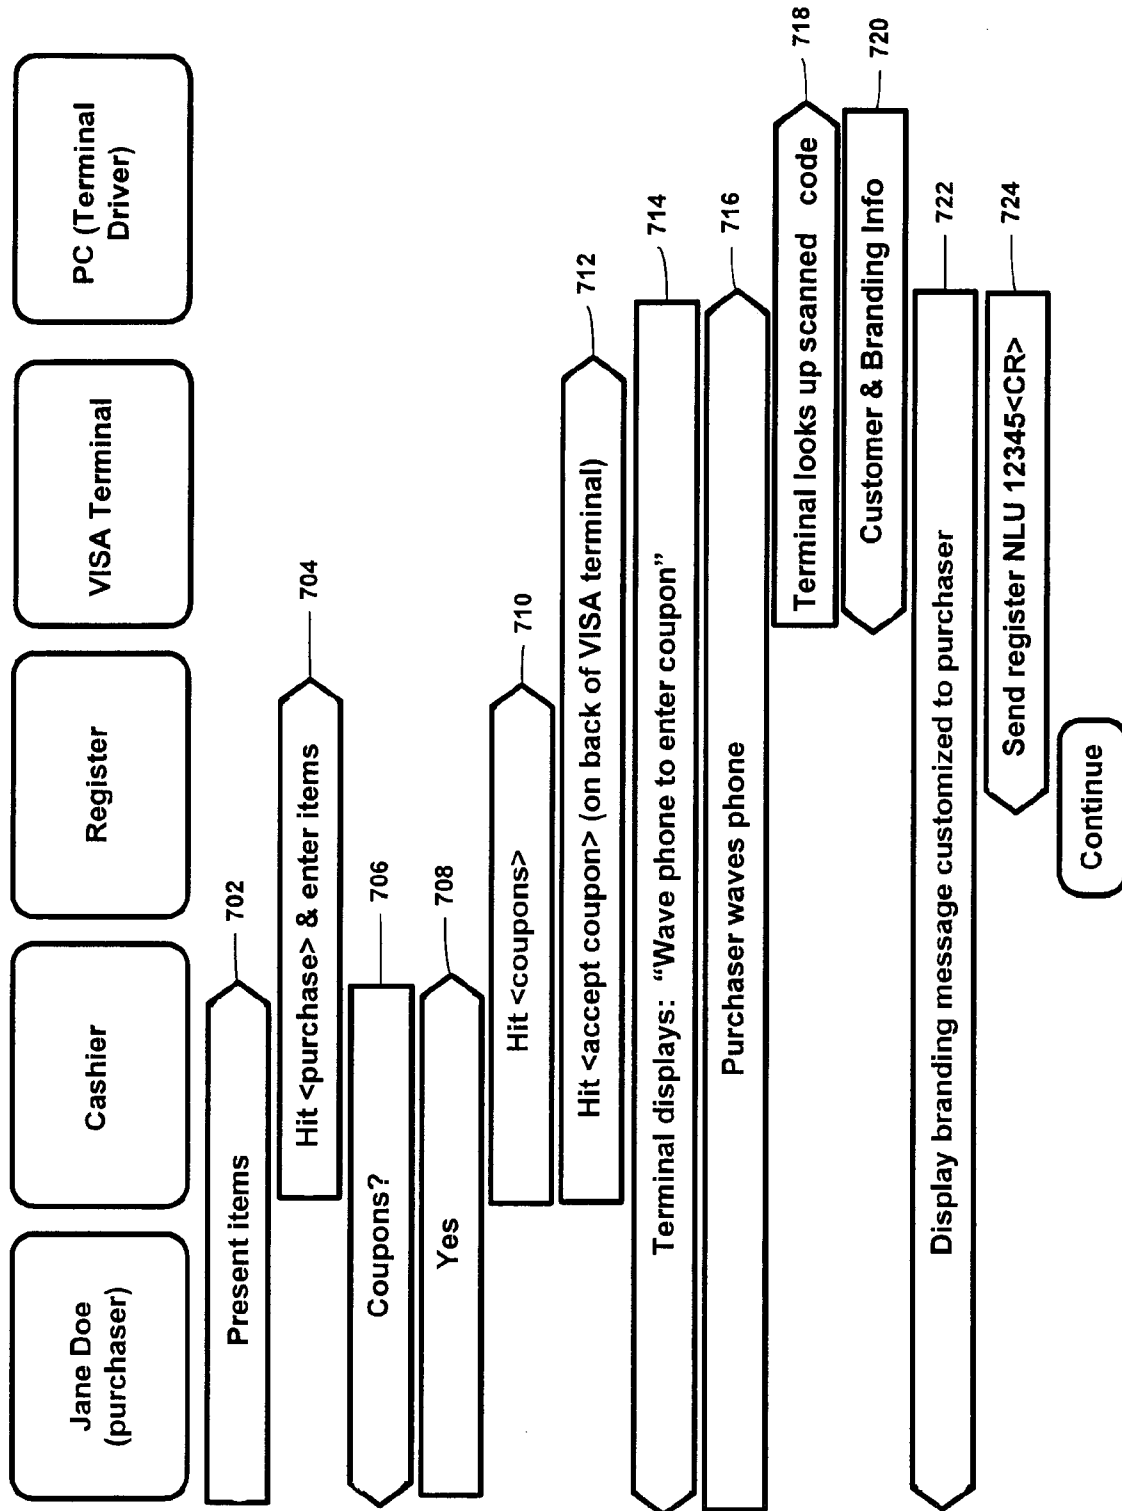 Jane Doe
(purchaser)
Cashier
Register
VISA Terminal
PC (Terminal
Driver)
Present items
702
Hit <purchase> & enter items
704
Coupons?
706
Yes
708
Hit <coupons>
710
Hit <accept coupon> (on back of VISA terminal)
712
Terminal displays: “Wave phone to enter coupon”
714
Purchaser waves phone
716
Terminal looks up scanned code
718
Customer & Branding Info
720
Display branding message customized to purchaser
722
Send register NLU 12345<CR>
724
Continue